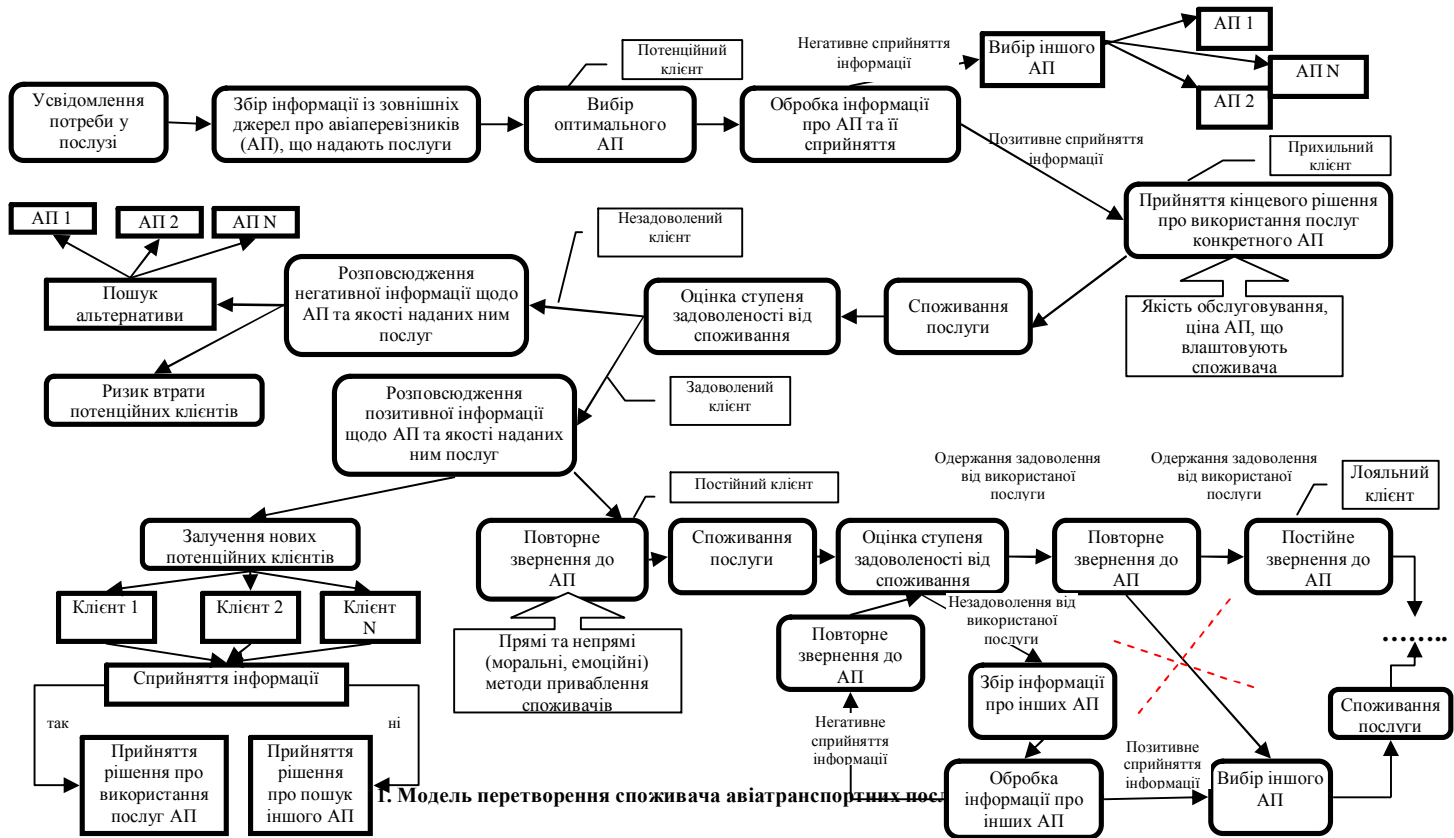 АП 1
Потенційний
клієнт
Негативне сприйняття
інформації
Вибір іншого
АП
АП N
АП 2
Усвідомлення
потреби у
послузі
Збір інформації із зовнішніх
джерел про авіаперевізників
(АП), що надають послуги
Вибір
оптимального
АП
Обробка інформації
про АП та її
сприйняття
Позитивне сприйняття
інформації
Прихильний
клієнт
Прийняття кінцевого рішення
про використання послуг
конкретного АП
АП 1
АП 2
АП N
Незадоволений
клієнт
Пошук
альтернативи
Розповсюдження
негативної інформації щодо
АП та якості наданих ним
послуг
Оцінка ступеня
задоволеності від
споживання
Споживання
послуги
Якість обслуговування,
ціна АП, що
влаштовують
споживача
Ризик втрати
потенційних клієнтів
Розповсюдження
позитивної інформації
щодо АП та якості наданих
ним послуг
Задоволений
клієнт
Постійний клієнт
Одержання задоволення
від використаної
послуги
Одержання задоволення
від використаної
послуги
Лояльний
клієнт
Залучення нових
потенційних клієнтів
Повторне
звернення до
АП
Споживання
послуги
Оцінка ступеня
задоволеності від
споживання
Повторне
звернення до
АП
Постійне
звернення до
АП
Клієнт 1
Клієнт 2
Клієнт
N
Незадоволення від
використаної
послуги
Прямі та непрямі
(моральні, емоційні)
методи приваблення
споживачів
Повторне
звернення до
АП
........
Сприйняття інформації
Збір інформації
про інших АП
Споживання
послуги
так
ні
Негативне
сприйняття
інформації
Позитивне
сприйняття
інформації
Прийняття
рішення про
використання
послуг АП
Прийняття
рішення
про пошук
іншого АП
Обробка
інформації про
інших АП
Вибір іншого
АП
1. Модель перетворення споживача авіатранспортних